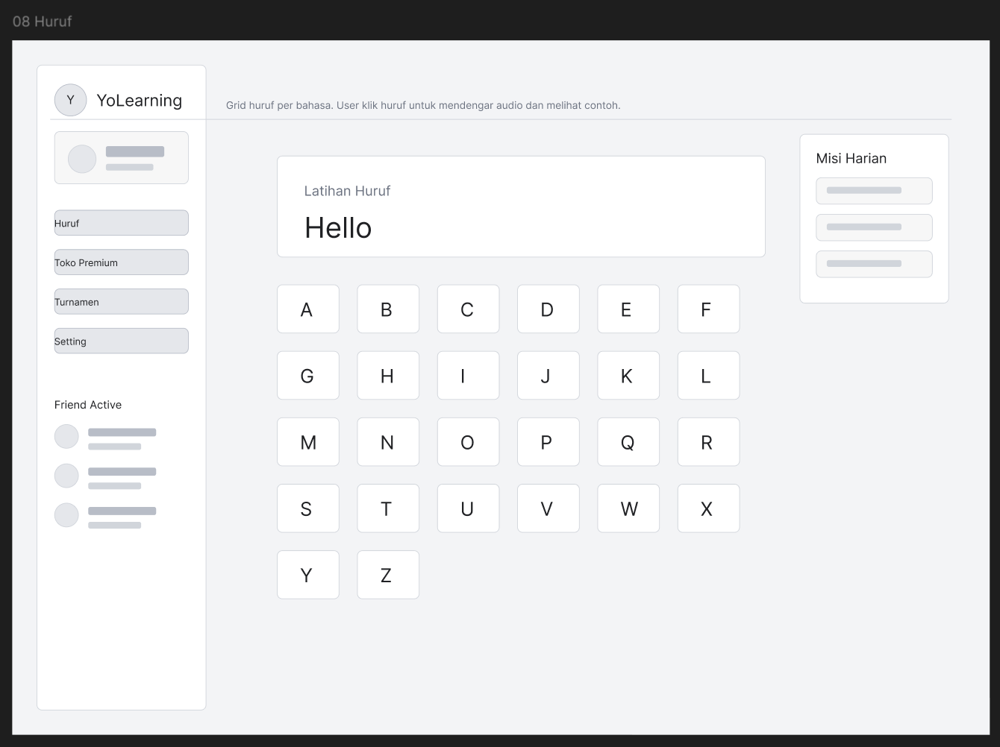 08 Huruf
Y
YoLearning
Grid huruf per bahasa. User klik huruf untuk mendengar audio dan melihat contoh.
Huruf
Toko Premium
Turnamen
Setting
Friend Active
Latihan Huruf
Hello
A B C D E F
G H I J K L
M N O P Q R
S T U V W X
Y Z
Misi Harian